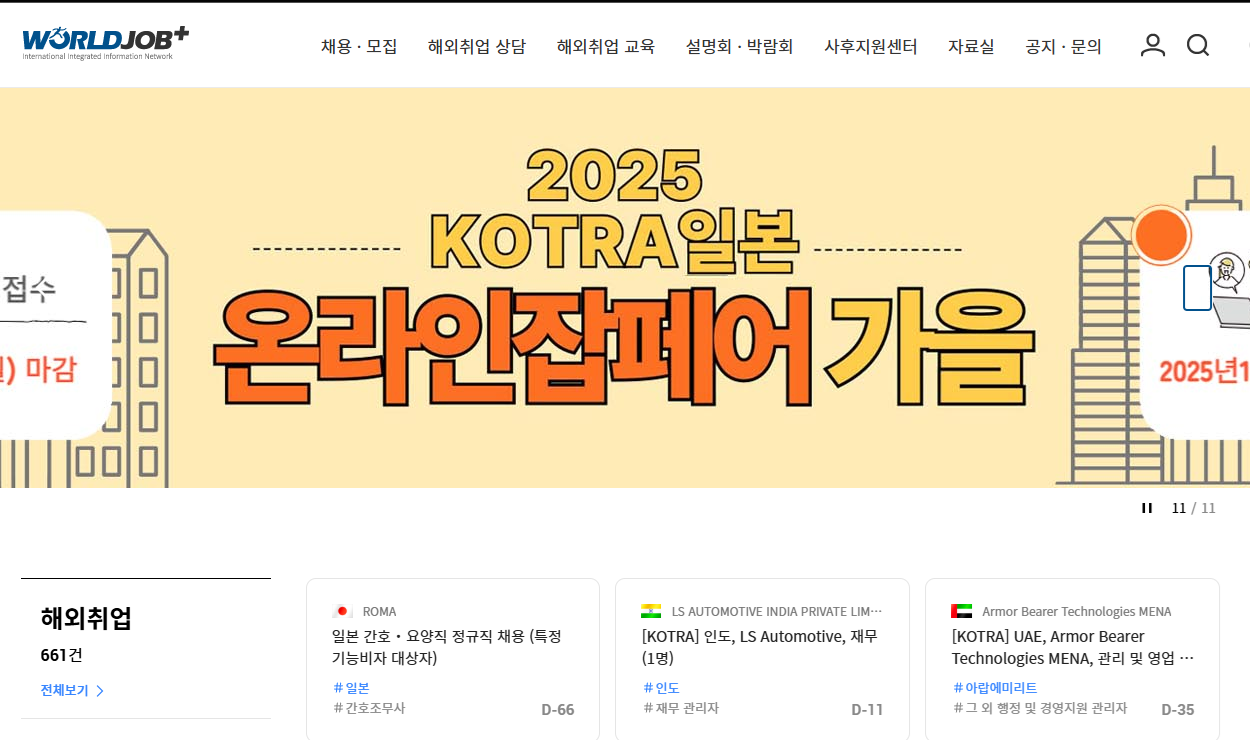 WORLDJOB+
International Integrated Information Network
채용 · 모집
해외취업 상담
해외취업 교육
설명회 · 박람회
사후지원센터
자료실
공지 · 문의
2025
KOTRA일본
온라인잡페어 가을
접수
) 마감
2025년1
11 / 11
해외취업
661건
전체보기
ROMA
일본 간호・요양직 정규직 채용 (특정
기능비자 대상자)
#일본
#간호조무사
D-66
LS AUTOMOTIVE INDIA PRIVATE LIM…
[KOTRA] 인도, LS Automotive, 재무
(1명)
#인도
#재무 관리자
D-11
Armor Bearer Technologies MENA
[KOTRA] UAE, Armor Bearer
Technologies MENA, 관리 및 영업 …
#아랍에미리트
#그 외 행정 및 경영지원 관리자
D-35